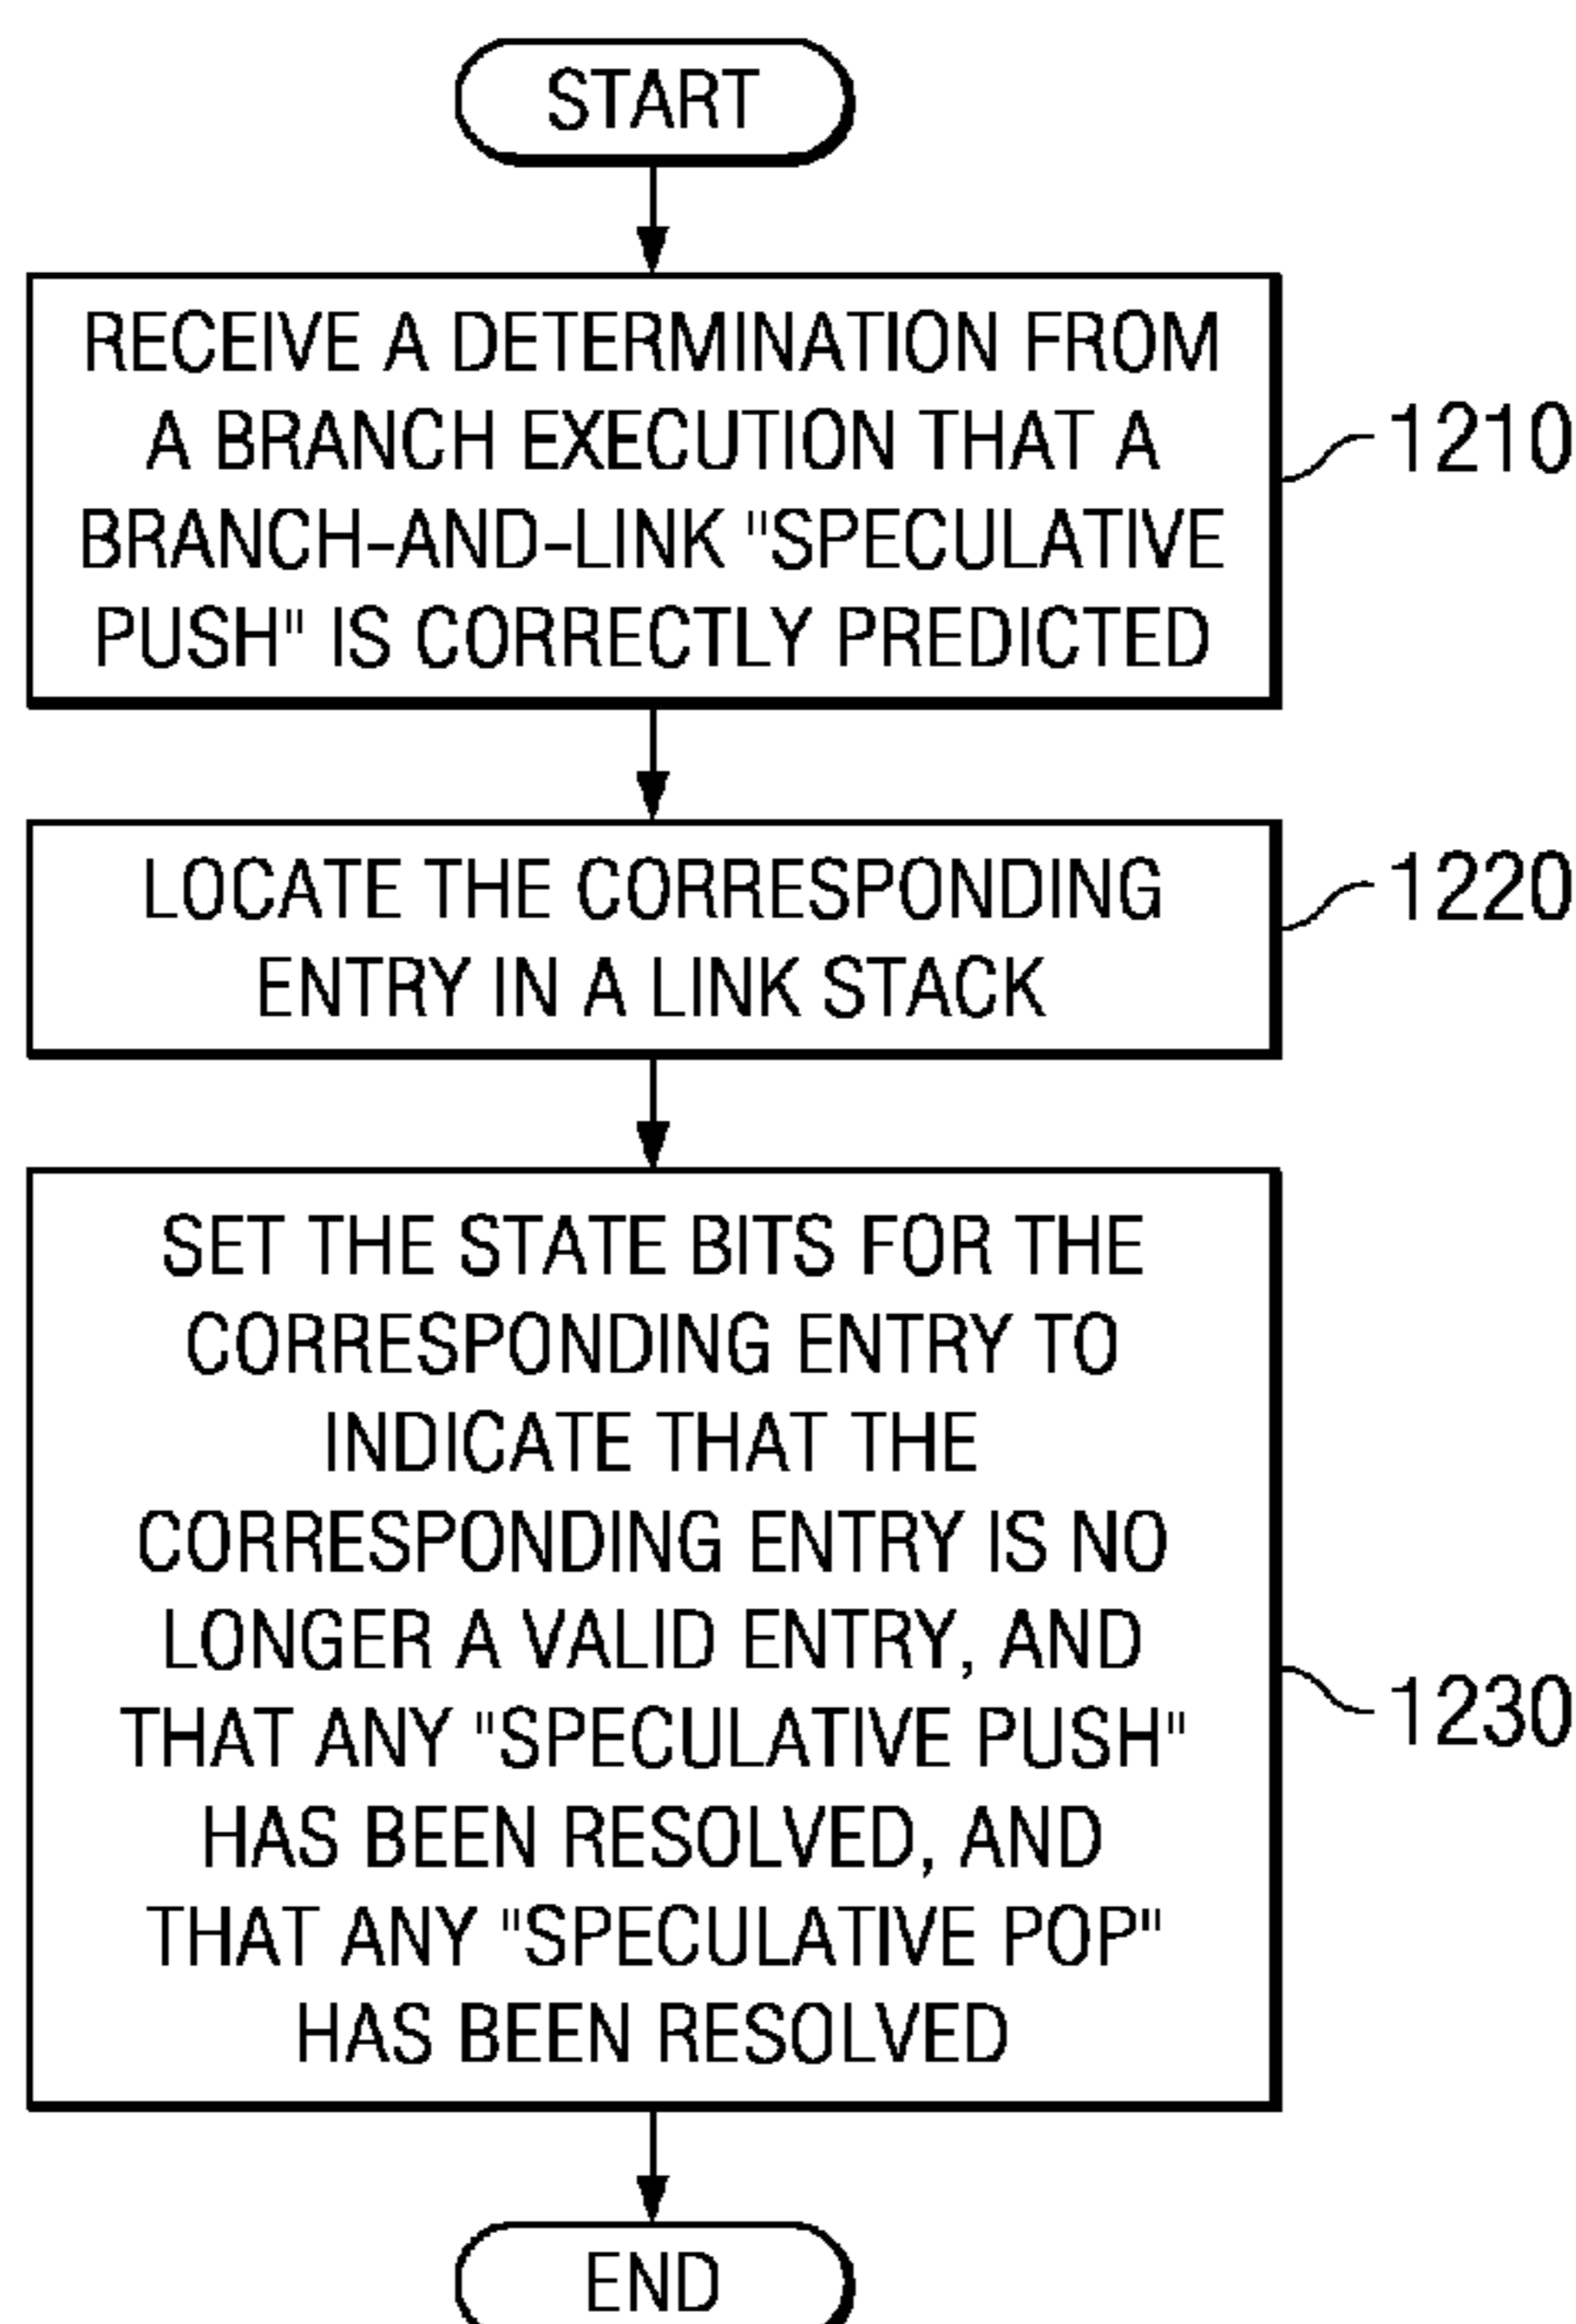 START
RECEIVE A DETERMINATION FROM
A BRANCH EXECUTION THAT A
BRANCH-AND-LINK "SPECULATIVE
PUSH" IS CORRECTLY PREDICTED
1210
LOCATE THE CORRESPONDING
ENTRY IN A LINK STACK
1220
SET THE STATE BITS FOR THE
CORRESPONDING ENTRY TO
INDICATE THAT THE
CORRESPONDING ENTRY IS NO
LONGER A VALID ENTRY, AND
THAT ANY "SPECULATIVE PUSH"
HAS BEEN RESOLVED, AND
THAT ANY "SPECULATIVE POP"
HAS BEEN RESOLVED
1230
END